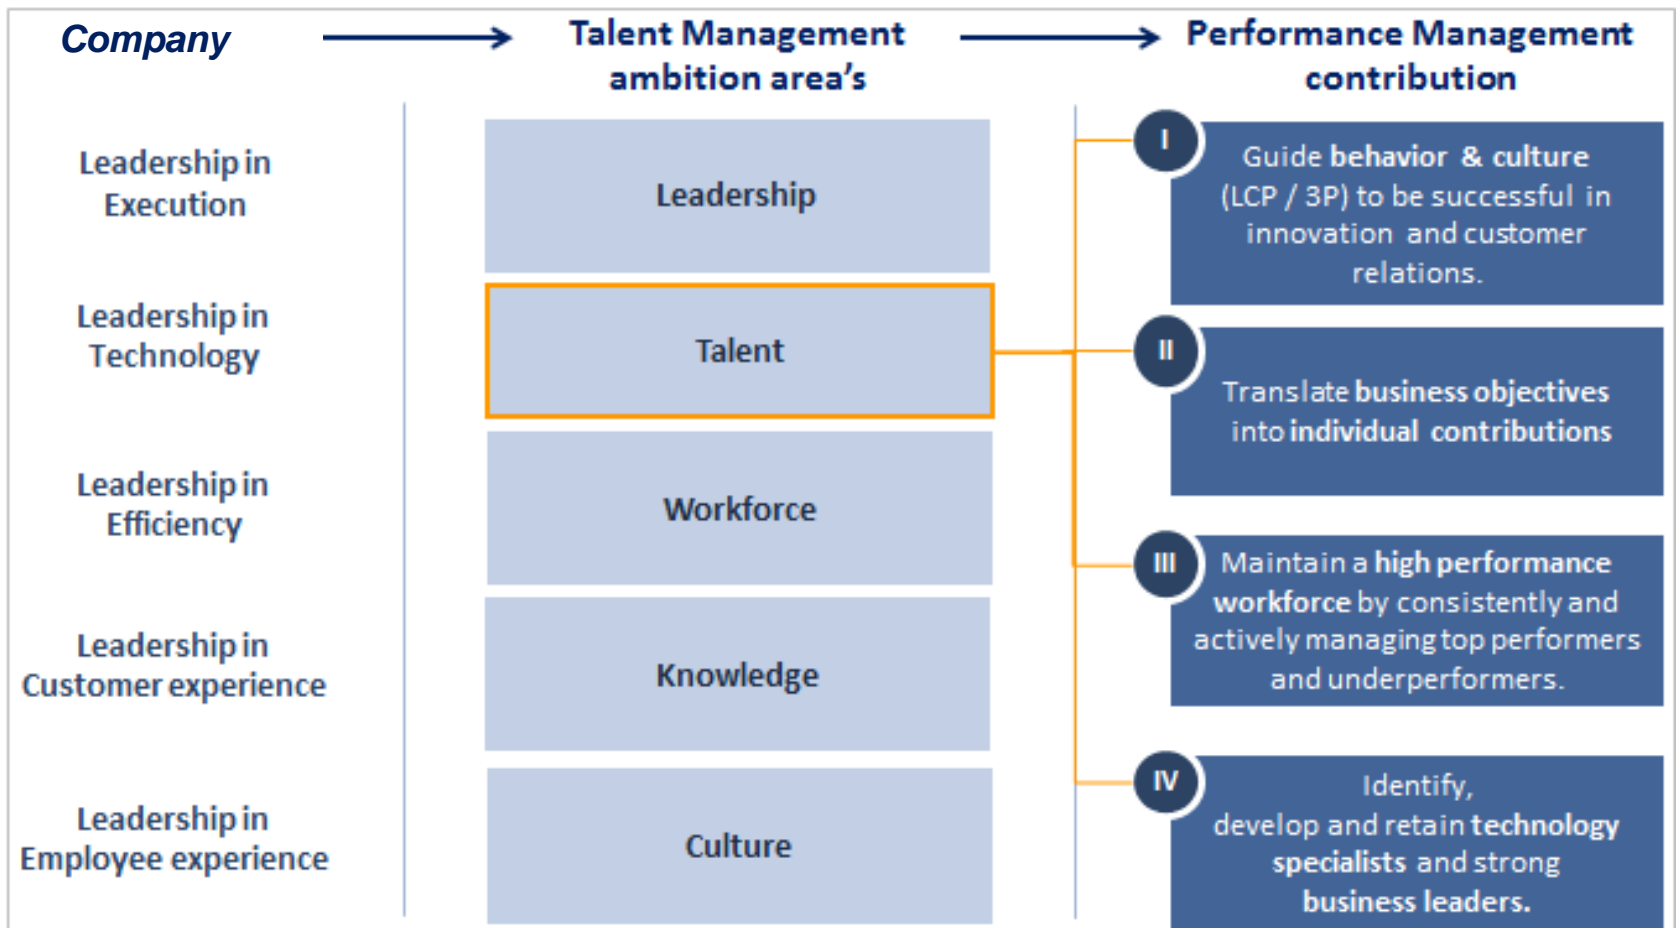 Company
Talent Management
ambition area's
Performance Management
contribution
Leadership in
Execution
Leadership in
Technology
Leadership in
Efficiency
Leadership in
Customer experience
Leadership in
Employee experience
Leadership
Talent
Workforce
Knowledge
Culture
I
Guide behavior & culture
(LCP / 3P) to be successful in
innovation and customer
relations.
II
Translate business objectives
into individual contributions
III
Maintain a high performance
workforce by consistently and
actively managing top performers
and underperformers.
IV
Identify,
develop and retain technology
specialists and strong
business leaders.